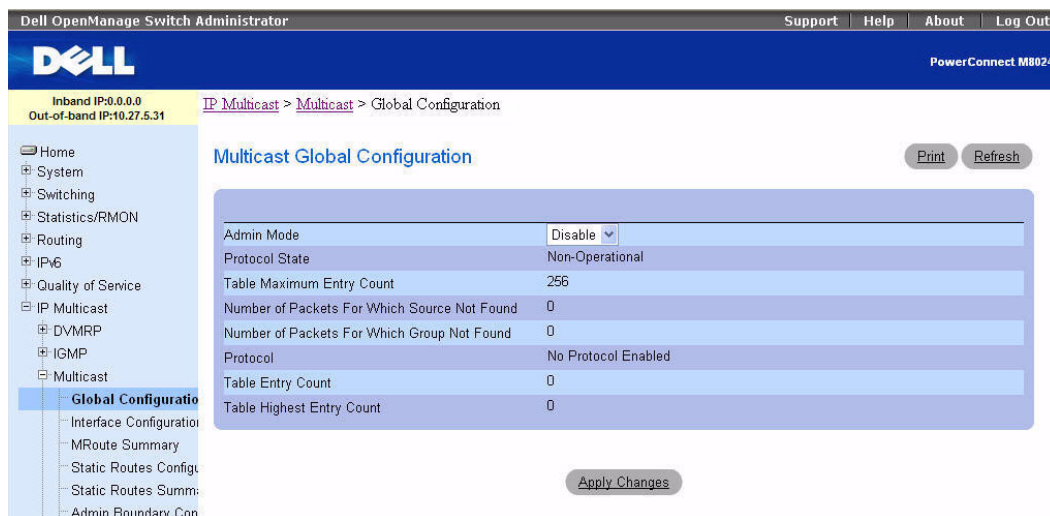 Dell OpenManage Switch Administrator
Support
Help
About
Log Out
DELL
PowerConnect M8024
Inband IP:0.0.0.0
Out-of-band IP:10.27.5.31
IP Multicast > Multicast > Global Configuration
Home
System
Switching
Statistics/RMON
Routing
IPv6
Quality of Service
IP Multicast
DVMRP
IGMP
Multicast
Global Configuratio
Interface Configuration
MRoute Summary
Static Routes Configu
Static Routes Summa
Admin Boundary Con
Multicast Global Configuration
Print
Refresh
Admin Mode Disable
Protocol State Non-Operational
Table Maximum Entry Count 256
Number of Packets For Which Source Not Found 0
Number of Packets For Which Group Not Found 0
Protocol No Protocol Enabled
Table Entry Count 0
Table Highest Entry Count 0
Apply Changes